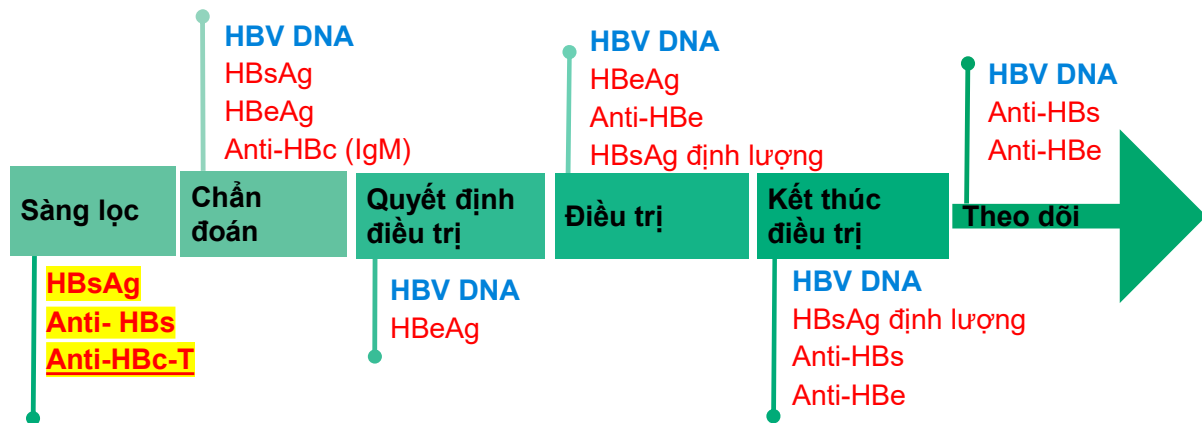 HBV DNA
HBsAg
HBeAg
Anti-HBc (IgM)
HBV DNA
HBeAg
Anti-HBe
HBsAg định lượng
HBV DNA
Anti-HBs
Anti-HBe
Sàng lọc
Chẩn
đoán
Quyết định
điều trị
Điều trị
Kết thúc
điều trị
Theo dõi
HBsAg
Anti- HBs
Anti-HBc-T
HBV DNA
HBeAg
HBV DNA
HBsAg định lượng
Anti-HBs
Anti-HBe